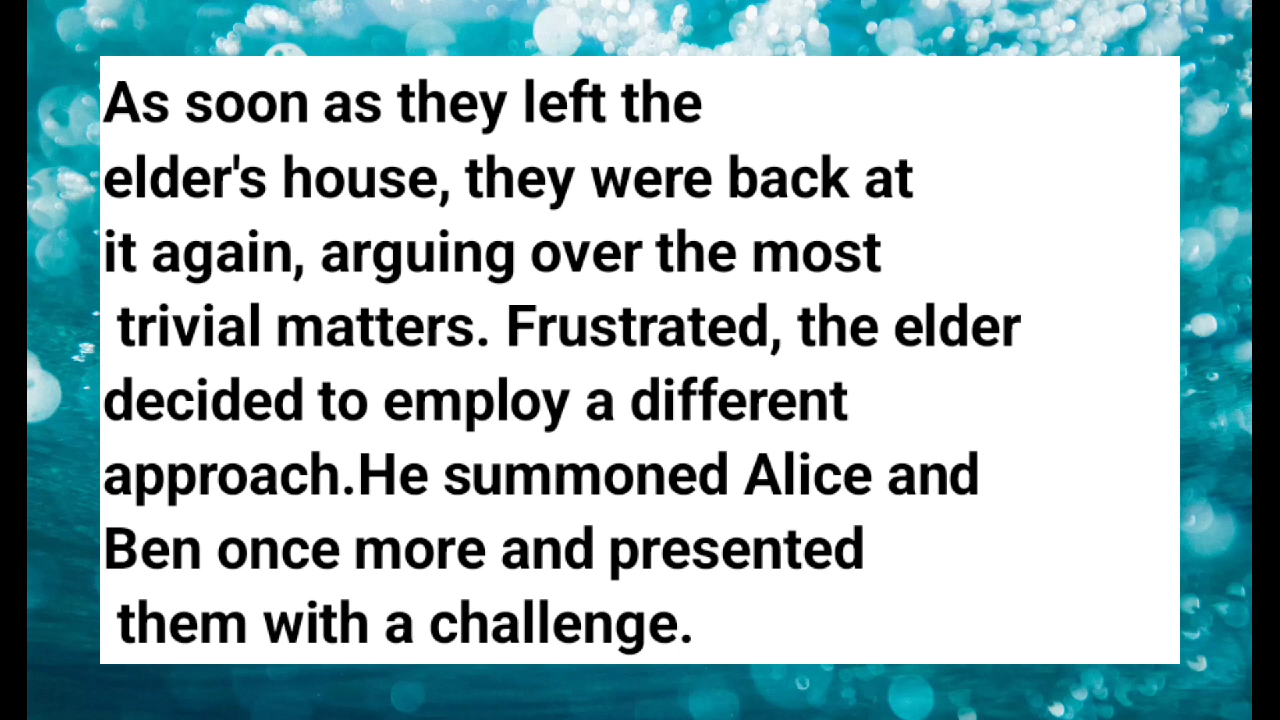 As soon as they left the
elder's house, they were back at
it again, arguing over the most
trivial matters. Frustrated, the elder
decided to employ a different
approach.He summoned Alice and
Ben once more and presented
them with a challenge.